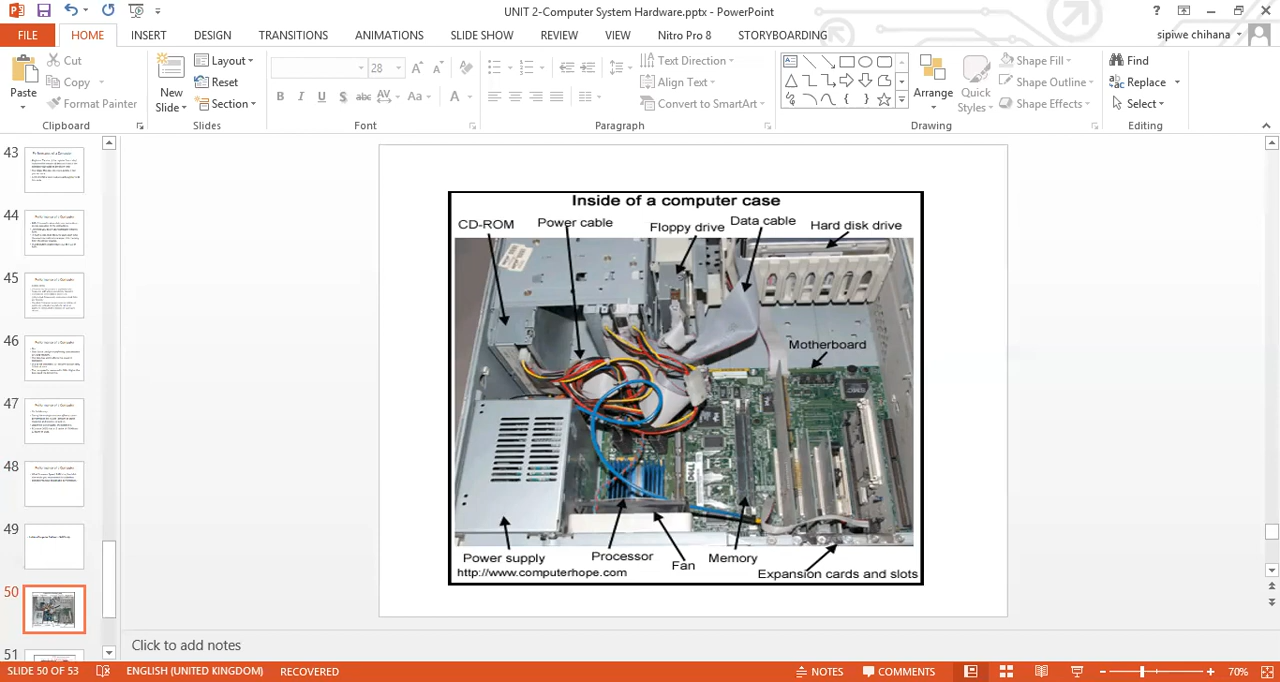 UNIT 2-Computer System Hardware.pptx - PowerPoint
?
FILE
HOME
INSERT
DESIGN
TRANSITIONS
ANIMATIONS
SLIDE SHOW
REVIEW
VIEW
Nitro Pro 8
STORYBOARDING
sipiwe chihana
Paste
Cut
Copy
Format Painter
Clipboard
New
Slide
Layout
Reset
Section
Slides
28
B I U S abc AV Aa A
Font
Text Direction
Align Text
Convert to SmartArt
Paragraph
Arrange
Quick
Styles
Shape Fill
Shape Outline
Shape Effects
Drawing
Find
Replace
Select
Editing
43
44
45
46
47
48
49
50
51
Inside of a computer case
CD-ROM
Power cable
Floppy drive
Data cable
Hard disk drive
Motherboard
Power supply
Processor
Fan
Memory
Expansion cards and slots
http://www.computerhope.com
Click to add notes
SLIDE 50 OF 53
ENGLISH (UNITED KINGDOM)
RECOVERED
NOTES
COMMENTS
70%